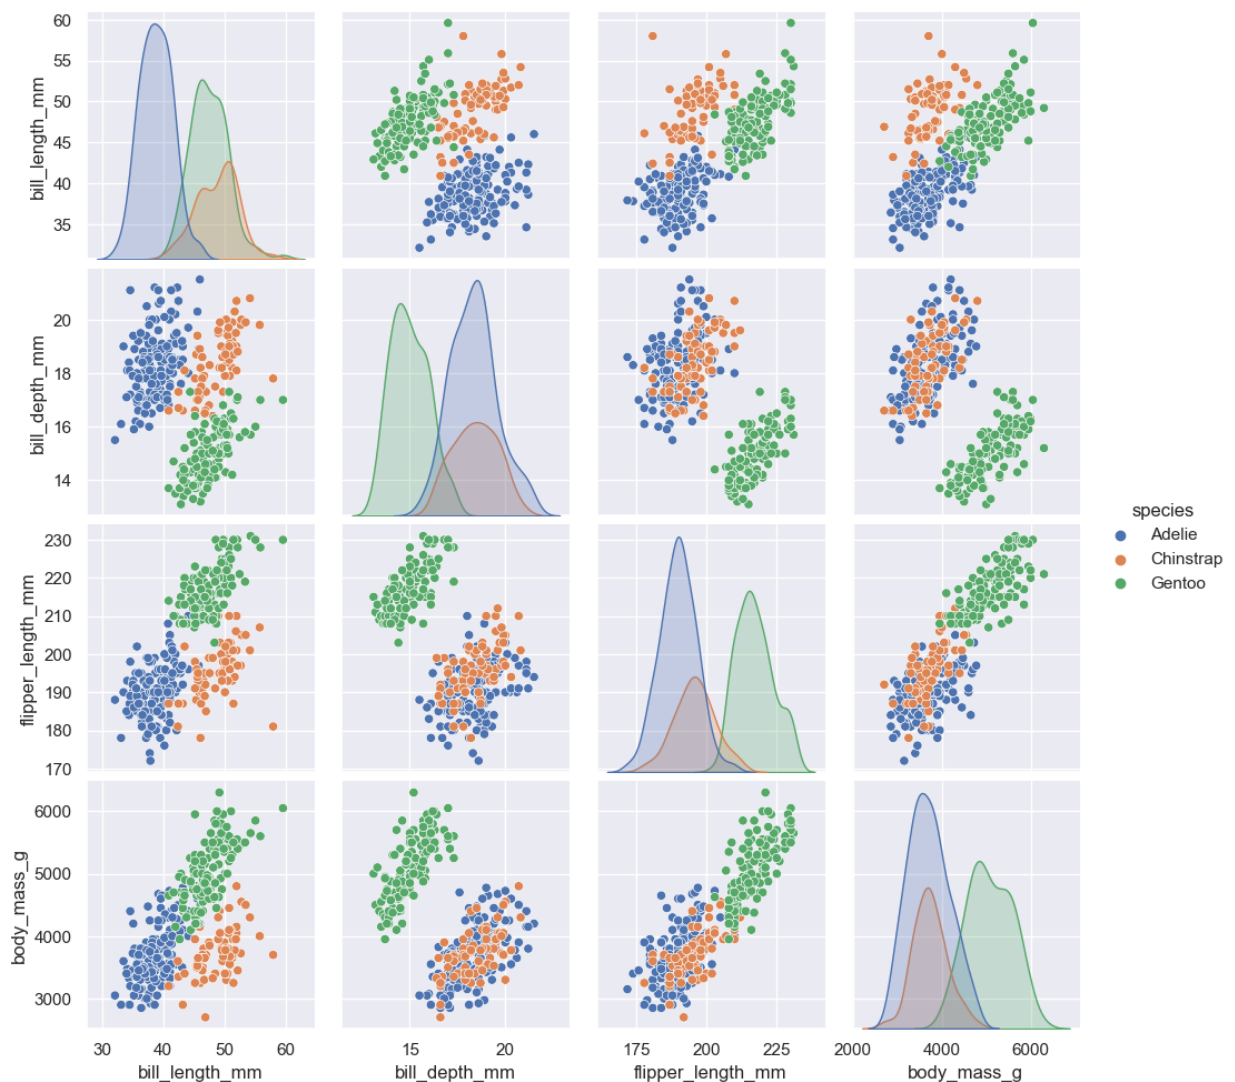 60
55
50
45
40
35
bill_length_mm
20
18
16
14
bill_depth_mm
230
220
210
200
190
180
170
flipper_length_mm
6000
5000
4000
3000
body_mass_g
30 40 50 60
bill_length_mm
15 20
bill_depth_mm
175 200 225
flipper_length_mm
2000 4000 6000
body_mass_g
species
Adelie
Chinstrap
Gentoo